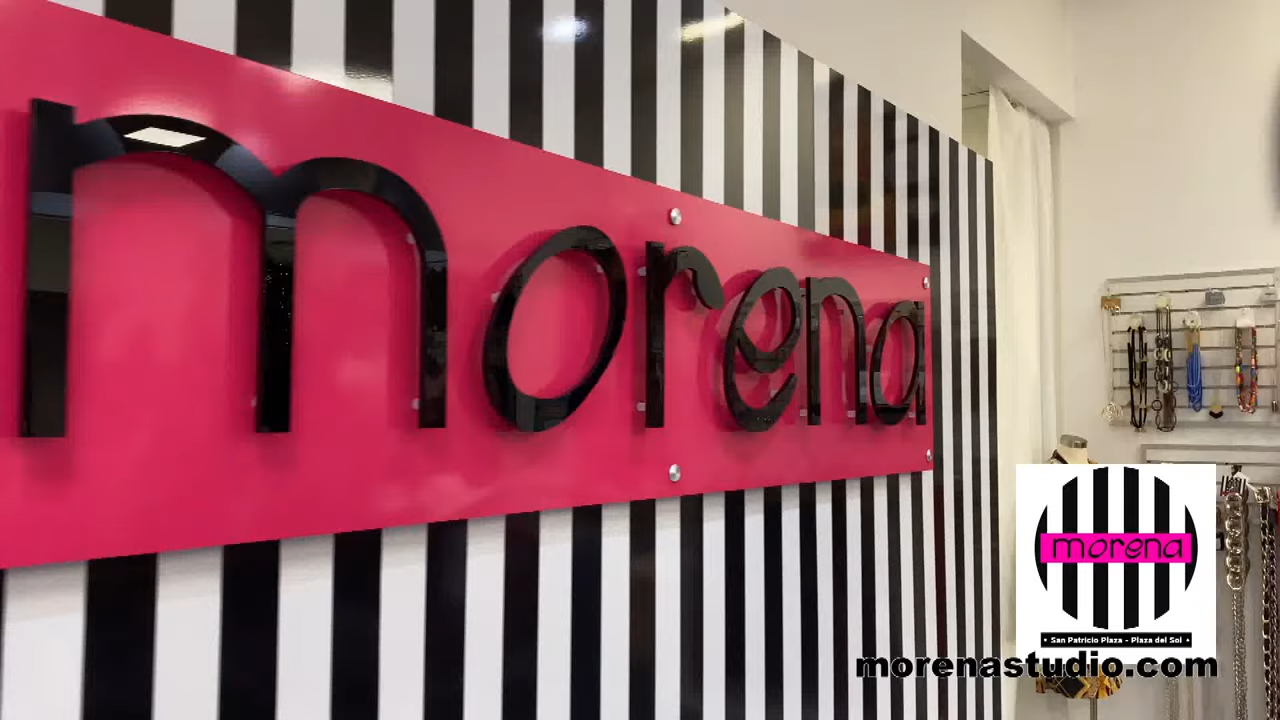 morena
morena
• San Patricio Plaza - Plaza del Sol •
morenastudio.com